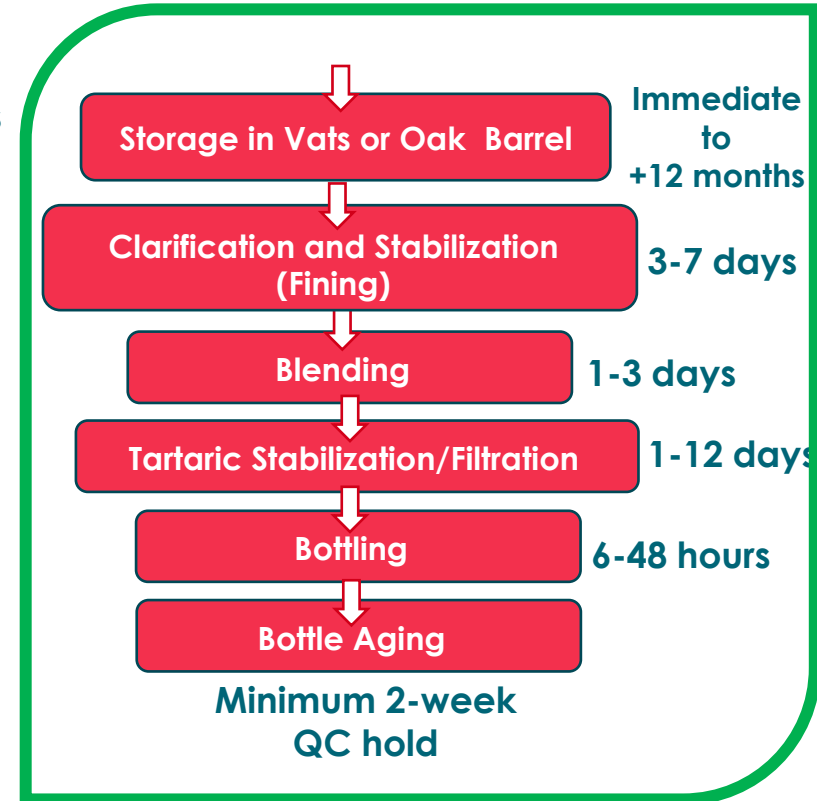 Storage in Vats or Oak Barrel
Immediate
to
+12 months
Clarification and Stabilization
(Fining)
3-7 days
Blending
1-3 days
Tartaric Stabilization/Filtration
1-12 days
Bottling
6-48 hours
Bottle Aging
Minimum 2-week
QC hold